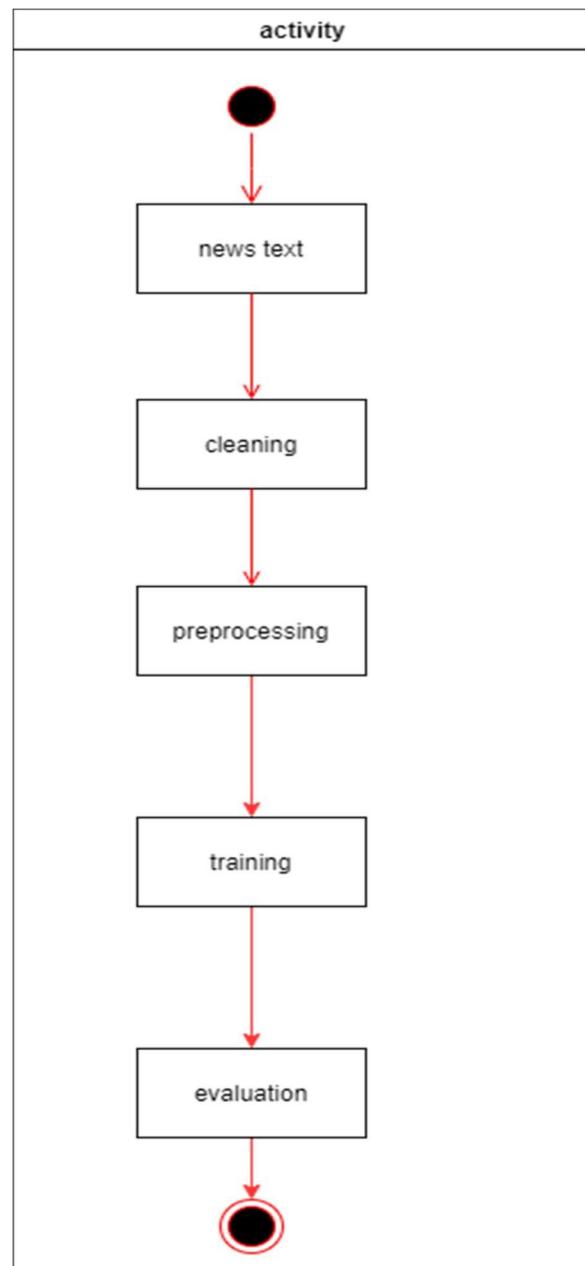 activity
news text
cleaning
preprocessing
training
evaluation